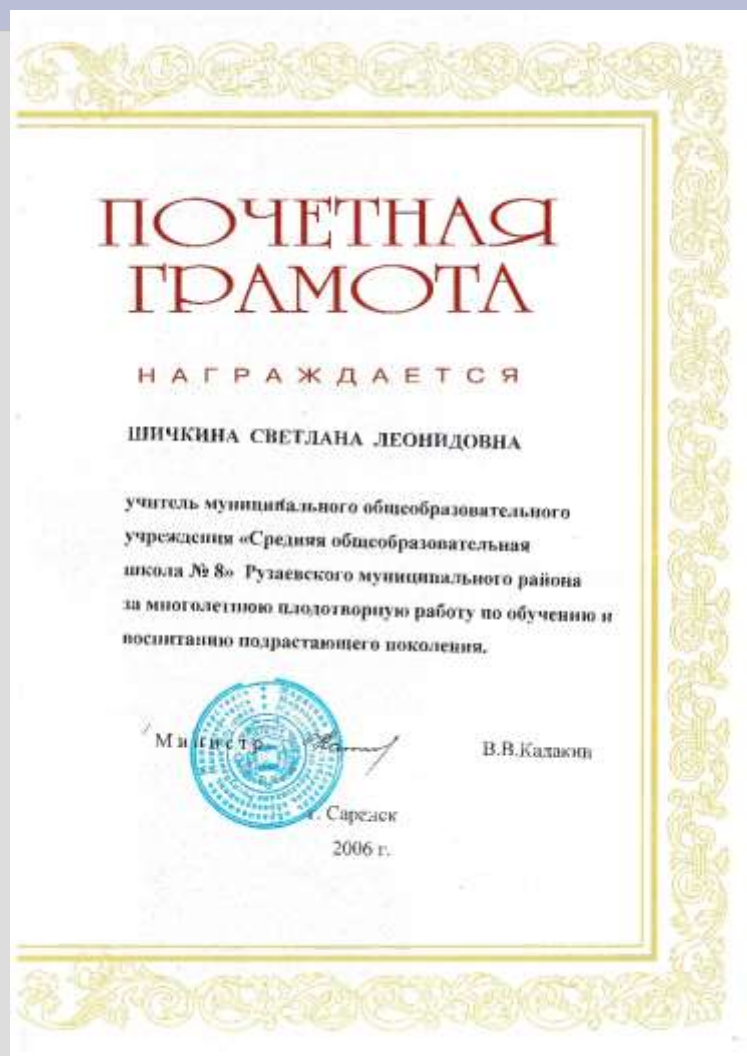 ПОЧЕТНАЯ
ГРАМОТА
НАГРАЖДАЕТСЯ
ШИЧКИНА СВЕТЛАНА ЛЕОНИДОВНА
учитель муниципального общеобразовательного
учреждения «Средняя общеобразовательная
школа № 8» Рузаевского муниципального района
за многолетнюю плодотворную работу по обучению и
воспитанию подрастающего поколения.
Министр В.В.Кадакин
г. Саранск
2006 г.